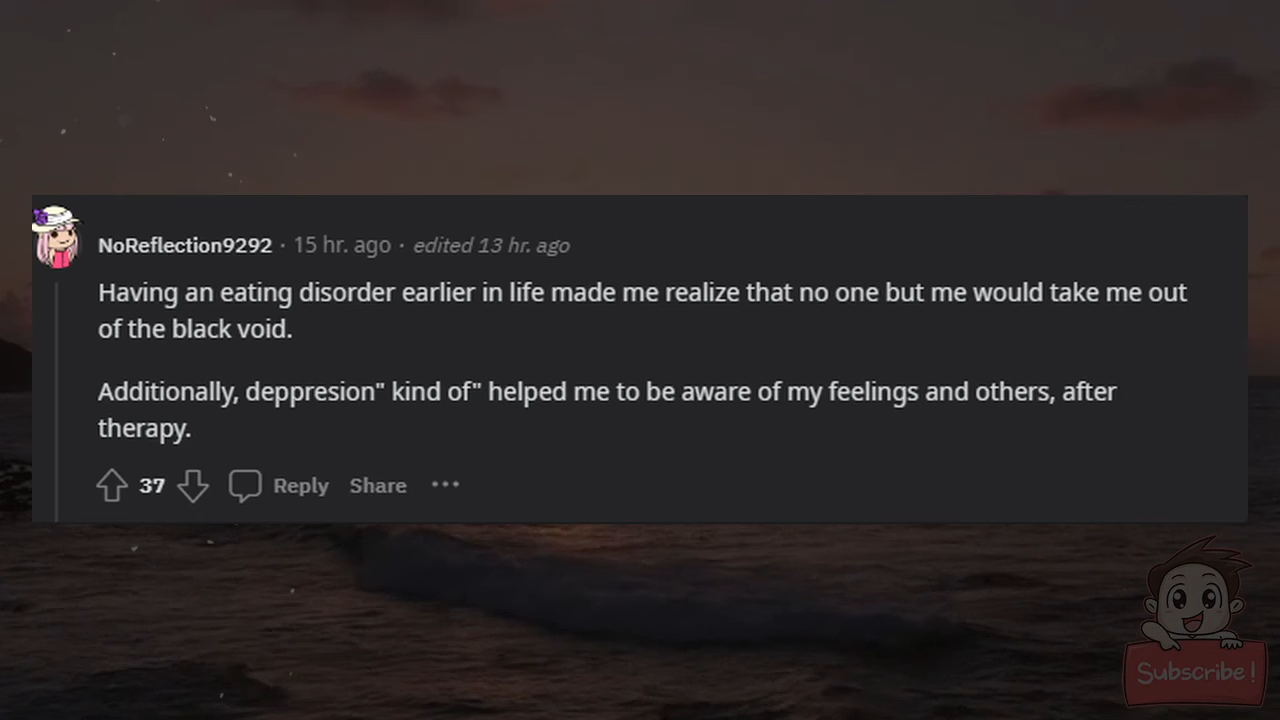 NoReflection9292 · 15 hr. ago · edited 13 hr. ago
Having an eating disorder earlier in life made me realize that no one but me would take me out
of the black void.
Additionally, deppresion" kind of" helped me to be aware of my feelings and others, after
therapy.
37 Reply Share ···
Subscribe!